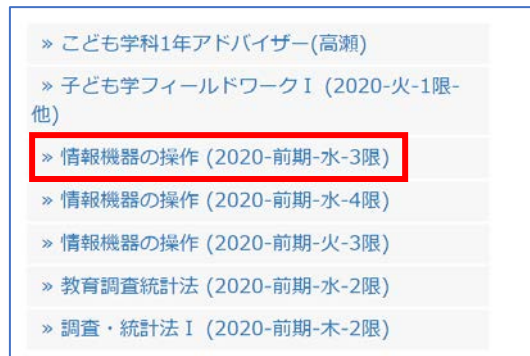 » こども学科1年アドバイザー(高瀬)
» 子ども学フィールドワークⅠ (2020-火-1限-
他)
» 情報機器の操作 (2020-前期-水-3限)
» 情報機器の操作 (2020-前期-水-4限)
» 情報機器の操作 (2020-前期-火-3限)
» 教育調査統計法 (2020-前期-水-2限)
» 調査・統計法Ⅰ (2020-前期-木-2限)